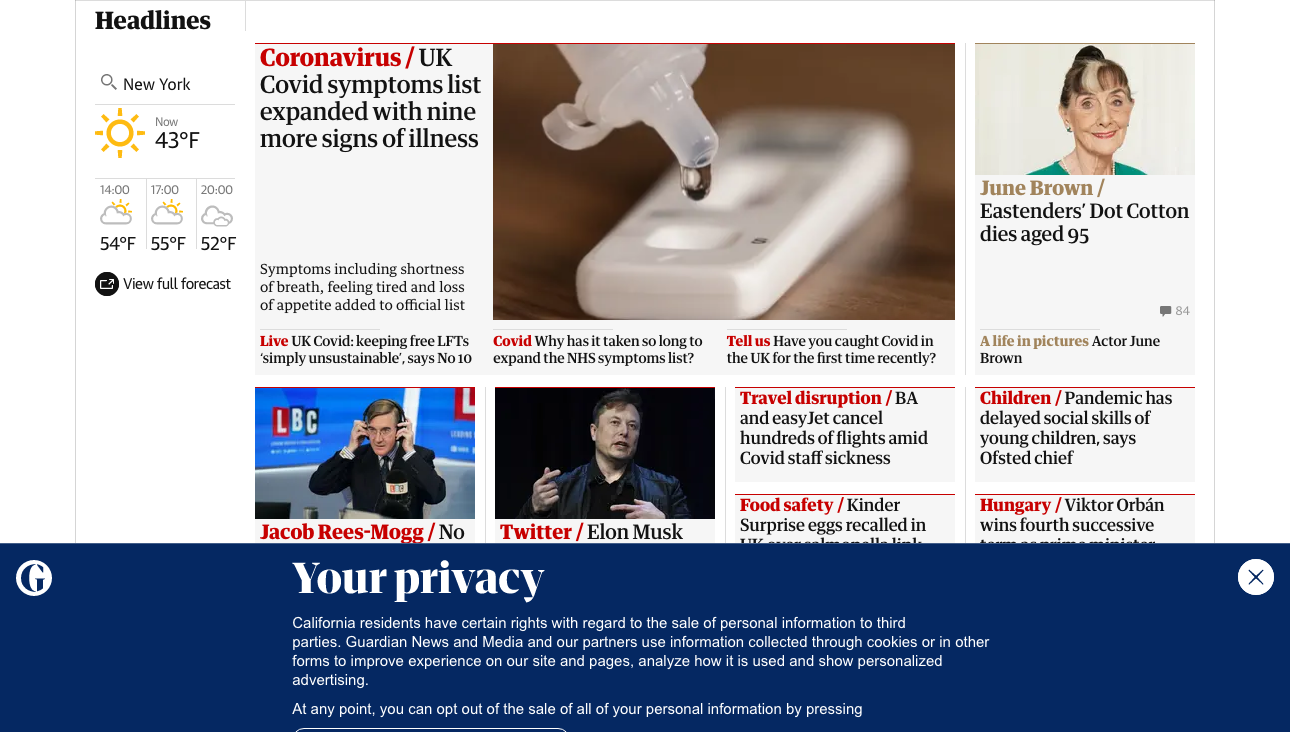 Headlines
New York
Now
43°F
14:00
17:00
20:00
54°F
55°F
52°F
View full forecast
Coronavirus / UK
Covid symptoms list
expanded with nine
more signs of illness
Symptoms including shortness
of breath, feeling tired and loss
of appetite added to official list
Live UK Covid: keeping free LFTs
‘simply unsustainable’, says No 10
Covid Why has it taken so long to
expand the NHS symptoms list?
Tell us Have you caught Covid in
the UK for the first time recently?
June Brown /
Eastenders’ Dot Cotton
dies aged 95
84
A life in pictures Actor June
Brown
LBC
Jacob Rees-Mogg / No
Twitter / Elon Musk
Travel disruption / BA
and easyJet cancel
hundreds of flights amid
Covid staff sickness
Food safety / Kinder
Surprise eggs recalled in
UK over salmonella link
Children / Pandemic has
delayed social skills of
young children, says
Ofsted chief
Hungary / Viktor Orbán
wins fourth successive
term as prime minister
Your privacy
California residents have certain rights with regard to the sale of personal information to third
parties. Guardian News and Media and our partners use information collected through cookies or in other
forms to improve experience on our site and pages, analyze how it is used and show personalized
advertising.
At any point, you can opt out of the sale of all of your personal information by pressing